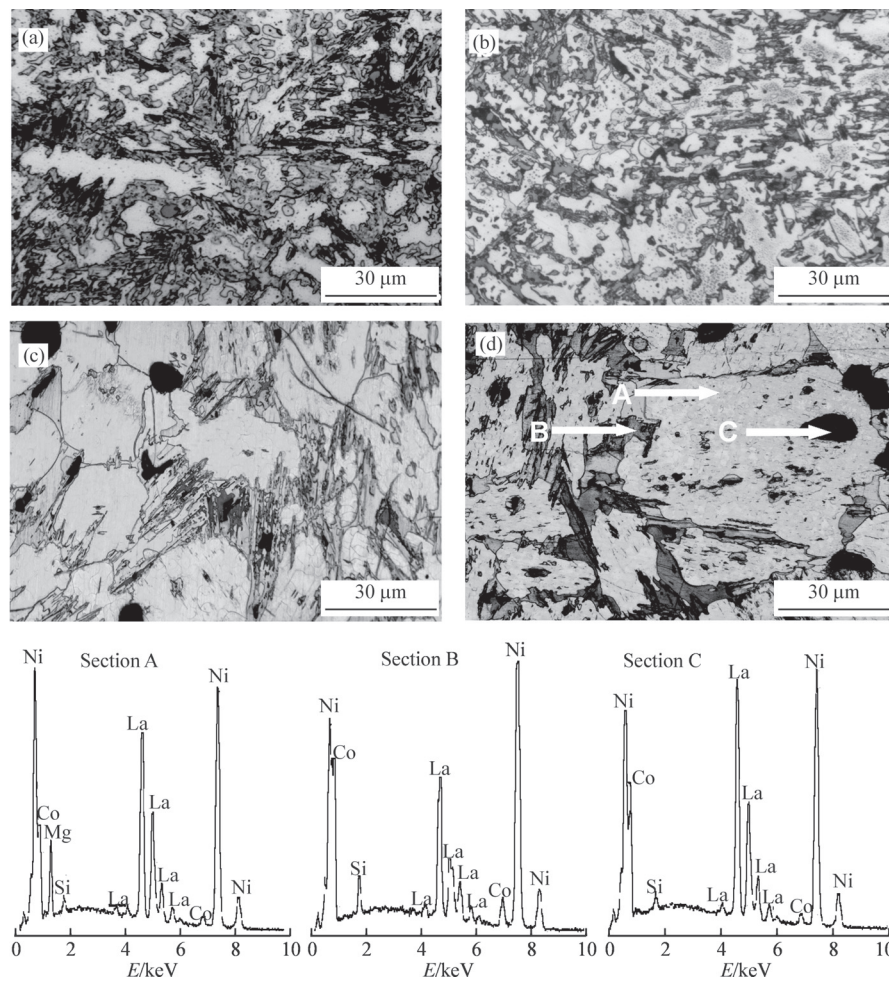 (a)
(b)
30 μm
30 μm
(c)
(d)
A
B
C
30 μm
30 μm
Section A
Ni
Ni
La
La
Co
Mg
Si
La
La
La
Co
Ni
0 2 4 6 8 10
E/keV
Section B
Ni
Ni
Co
La
La
Si
La
La
La
Co
Ni
0 2 4 6 8 10
E/keV
Section C
La
Ni
Ni
Co
La
Si
La
La
La
Co
Ni
0 2 4 6 8 10
E/keV